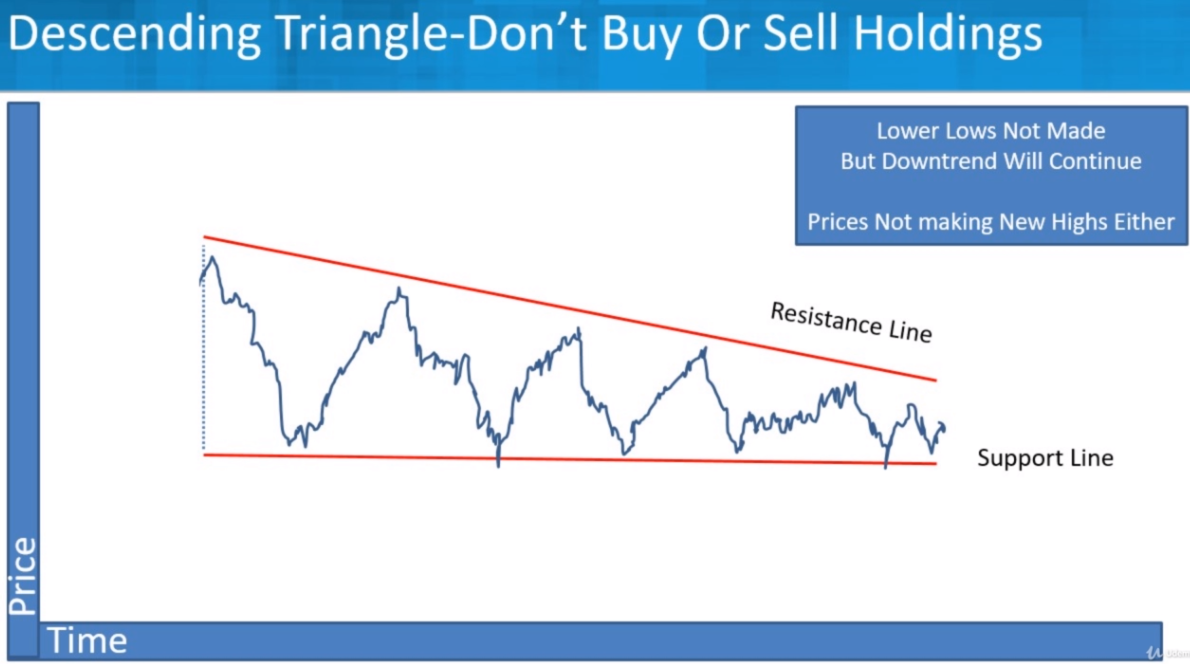 Descending Triangle-Don't Buy Or Sell Holdings
Lower Lows Not Made
But Downtrend Will Continue
Prices Not making New Highs Either
Resistance Line
Support Line
Price
Time